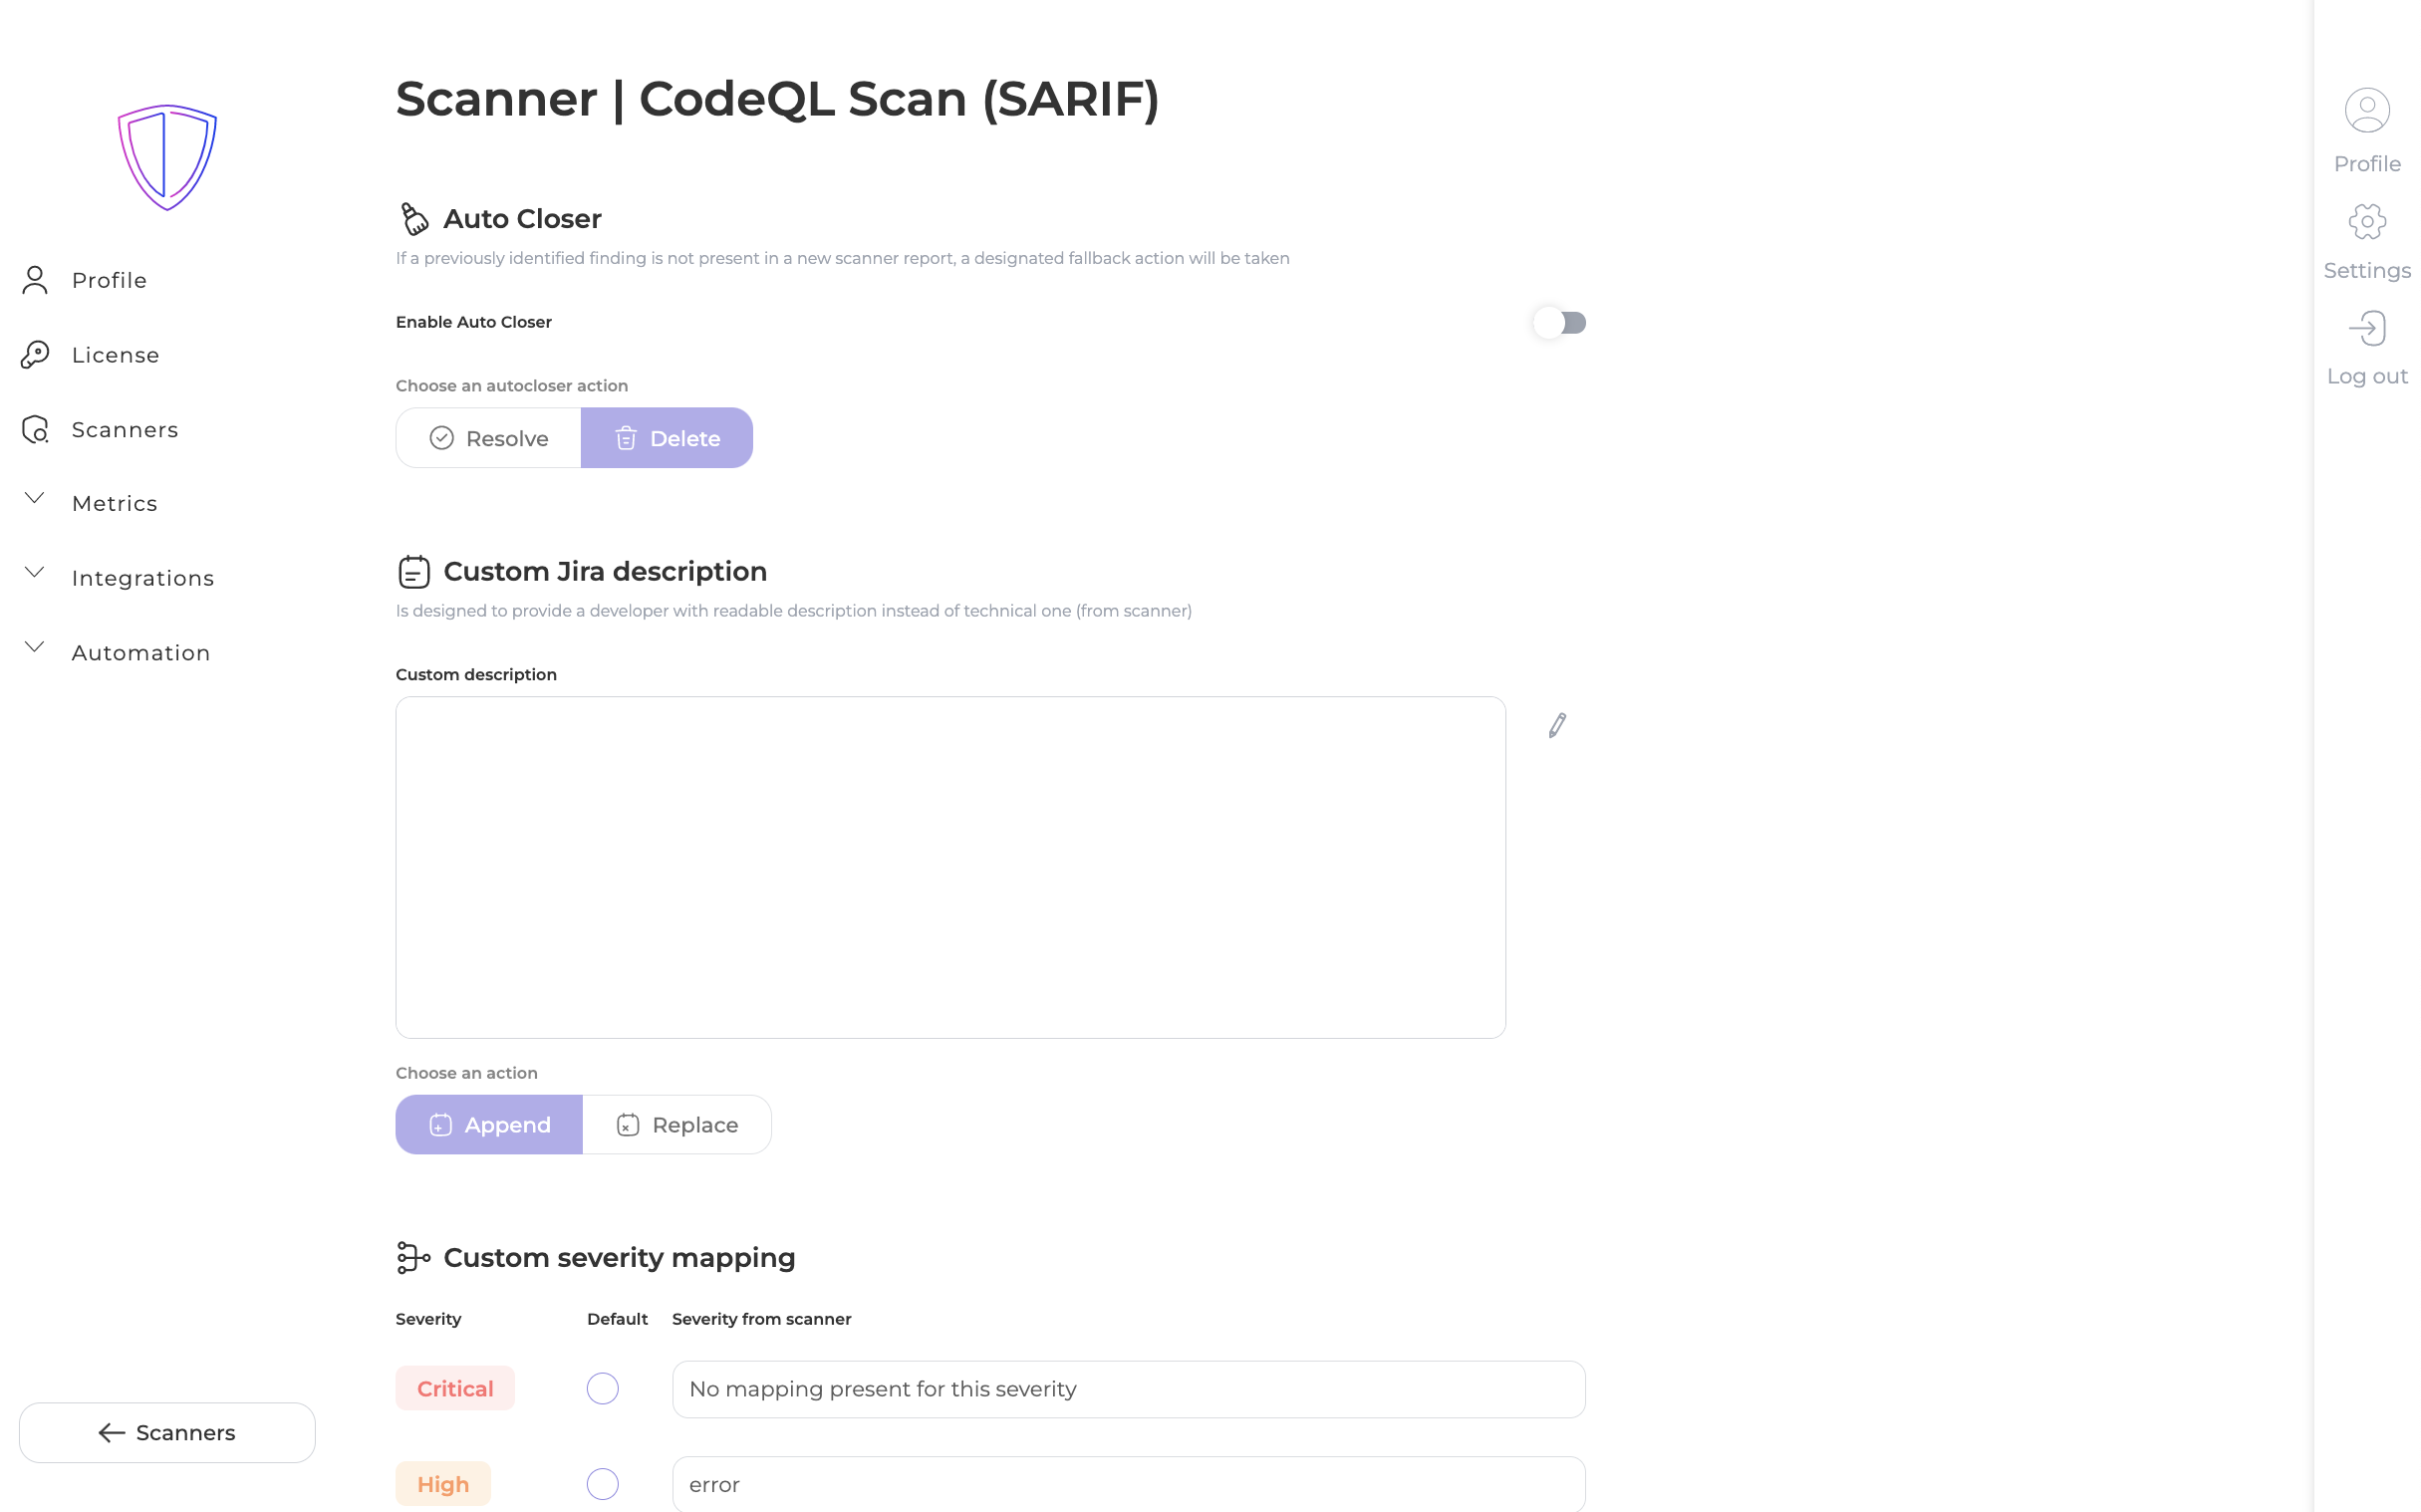 Scanner | CodeQL Scan (SARIF)
Profile
License
Scanners
Metrics
Integrations
Automation
Auto Closer
If a previously identified finding is not present in a new scanner report, a designated fallback action will be taken
Enable Auto Closer
Choose an autocloser action
Resolve
Delete
Custom Jira description
Is designed to provide a developer with readable description instead of technical one (from scanner)
Custom description
Choose an action
Append
Replace
Custom severity mapping
Severity
Default
Severity from scanner
Critical
No mapping present for this severity
High
error
Scanners
Profile
Settings
Log out